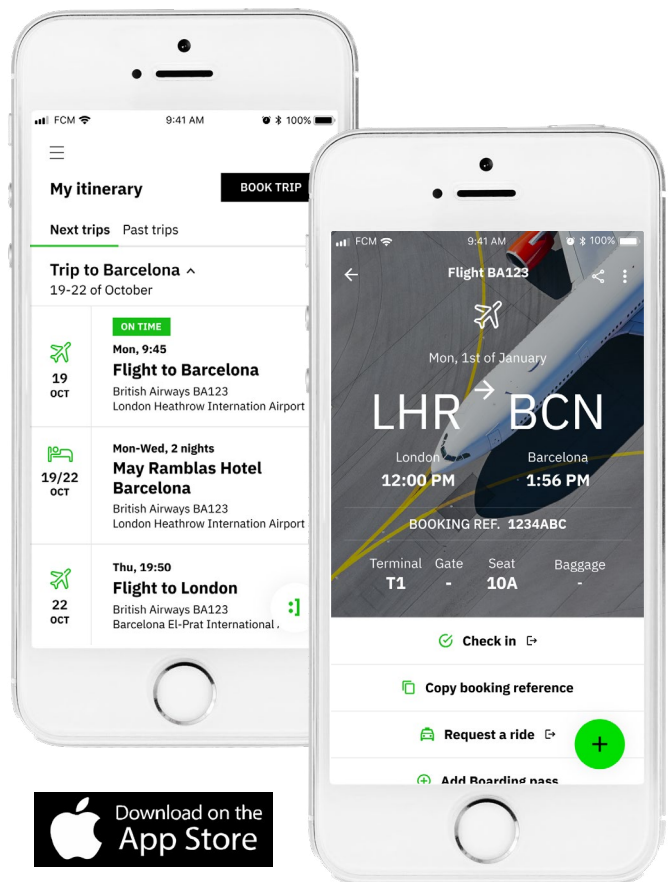 FCM 9:41 AM 100%
My itinerary BOOK TRIP
Next trips Past trips
Trip to Barcelona
19-22 of October
ON TIME
Mon, 9:45
19
OCT
Flight to Barcelona
British Airways BA123
London Heathrow Internation Airport
Mon-Wed, 2 nights
19/22
OCT
May Ramblas Hotel
Barcelona
British Airways BA123
London Heathrow Internation Airport
Thu, 19:50
22
OCT
Flight to London
British Airways BA123
Barcelona El-Prat International
:]
FCM 9:41 AM 100%
Flight BA123
Mon, 1st of January
LHR → BCN
London Barcelona
12:00 PM 1:56 PM
BOOKING REF. 1234ABC
Terminal Gate Seat Baggage
T1 - 10A -
Check in
Copy booking reference
Request a ride
+
Add Boarding pass
Download on the
App Store